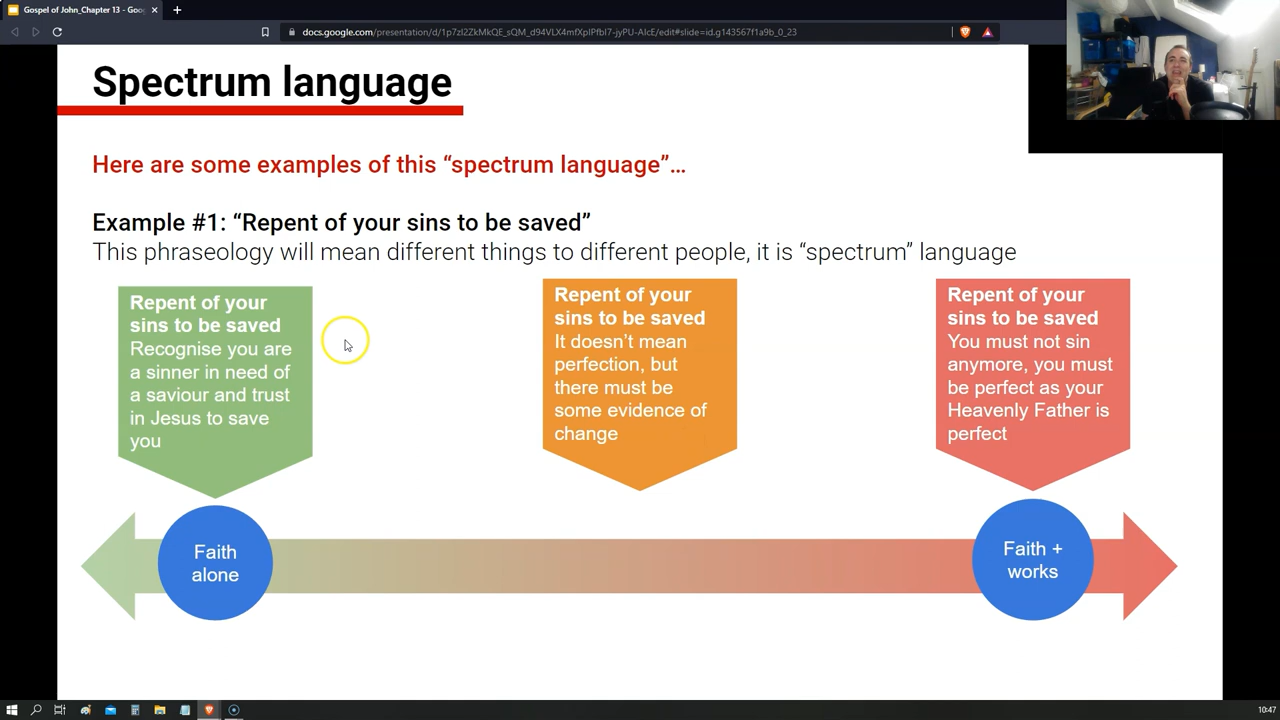 Gospel of John_Chapter 13 - Goo
docs.google.com/presentation/d/1p7zl2ZkMkQE_sQM_d94VLX4mfXpIPfbI7-jyPU-AIcE/edit#slide=id.g143567f1a9b_0_23
Spectrum language
Here are some examples of this “spectrum language”…
Example #1: “Repent of your sins to be saved”
This phraseology will mean different things to different people, it is “spectrum” language
Repent of your
sins to be saved
Recognise you are
a sinner in need of
a saviour and trust
in Jesus to save
you
Repent of your
sins to be saved
It doesn’t mean
perfection, but
there must be
some evidence of
change
Repent of your
sins to be saved
You must not sin
anymore, you must
be perfect as your
Heavenly Father is
perfect
Faith
alone
Faith +
works
10:47